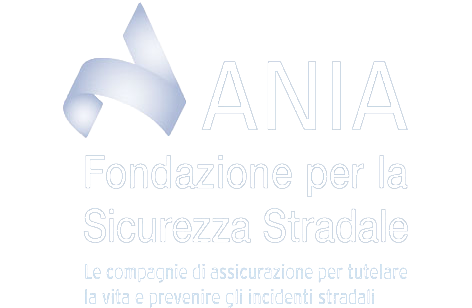 ANIA
Fondazione per la
Sicurezza Stradale
Le compagnie di assicurazione per tutelare
la vita e prevenire gli incidenti stradali